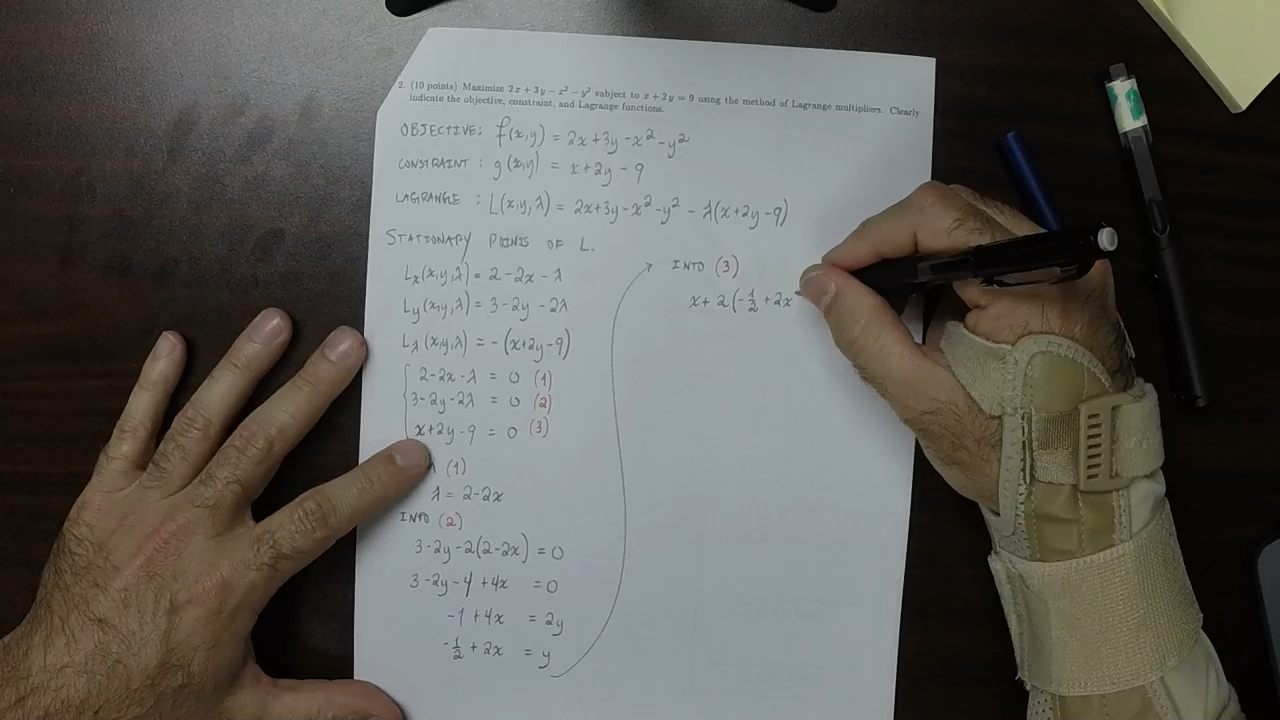 2. (10 points) Maximize 2x + 3y − x² − y² subject to x + 2y = 9 using the method of Lagrange multipliers. Clearly
indicate the objective, constraint, and Lagrange functions.
OBJECTIVE: f(x,y) = 2x+3y-x²-y²
CONSTRAINT : g(x,y) = x+2y - 9
LAGRANGE : L(x,y,λ) = 2x+3y-x²-y² - λ(x+2y-9)
STATIONARY POINTS OF L.
Lx(x,y,λ) = 2-2x-λ
Ly(x,y,λ) = 3-2y-2λ
Lλ(x,y,λ) = -(x+2y-9)
2-2x-λ = 0 (1)
3-2y-2λ = 0 (2)
x+2y-9 = 0 (3)
(1)
λ = 2-2x
INTO (2)
3-2y-2(2-2x) = 0
3-2y-4+4x = 0
-1+4x = 2y
-1/2 + 2x = y
INTO (3)
x+2(-1/2+2x